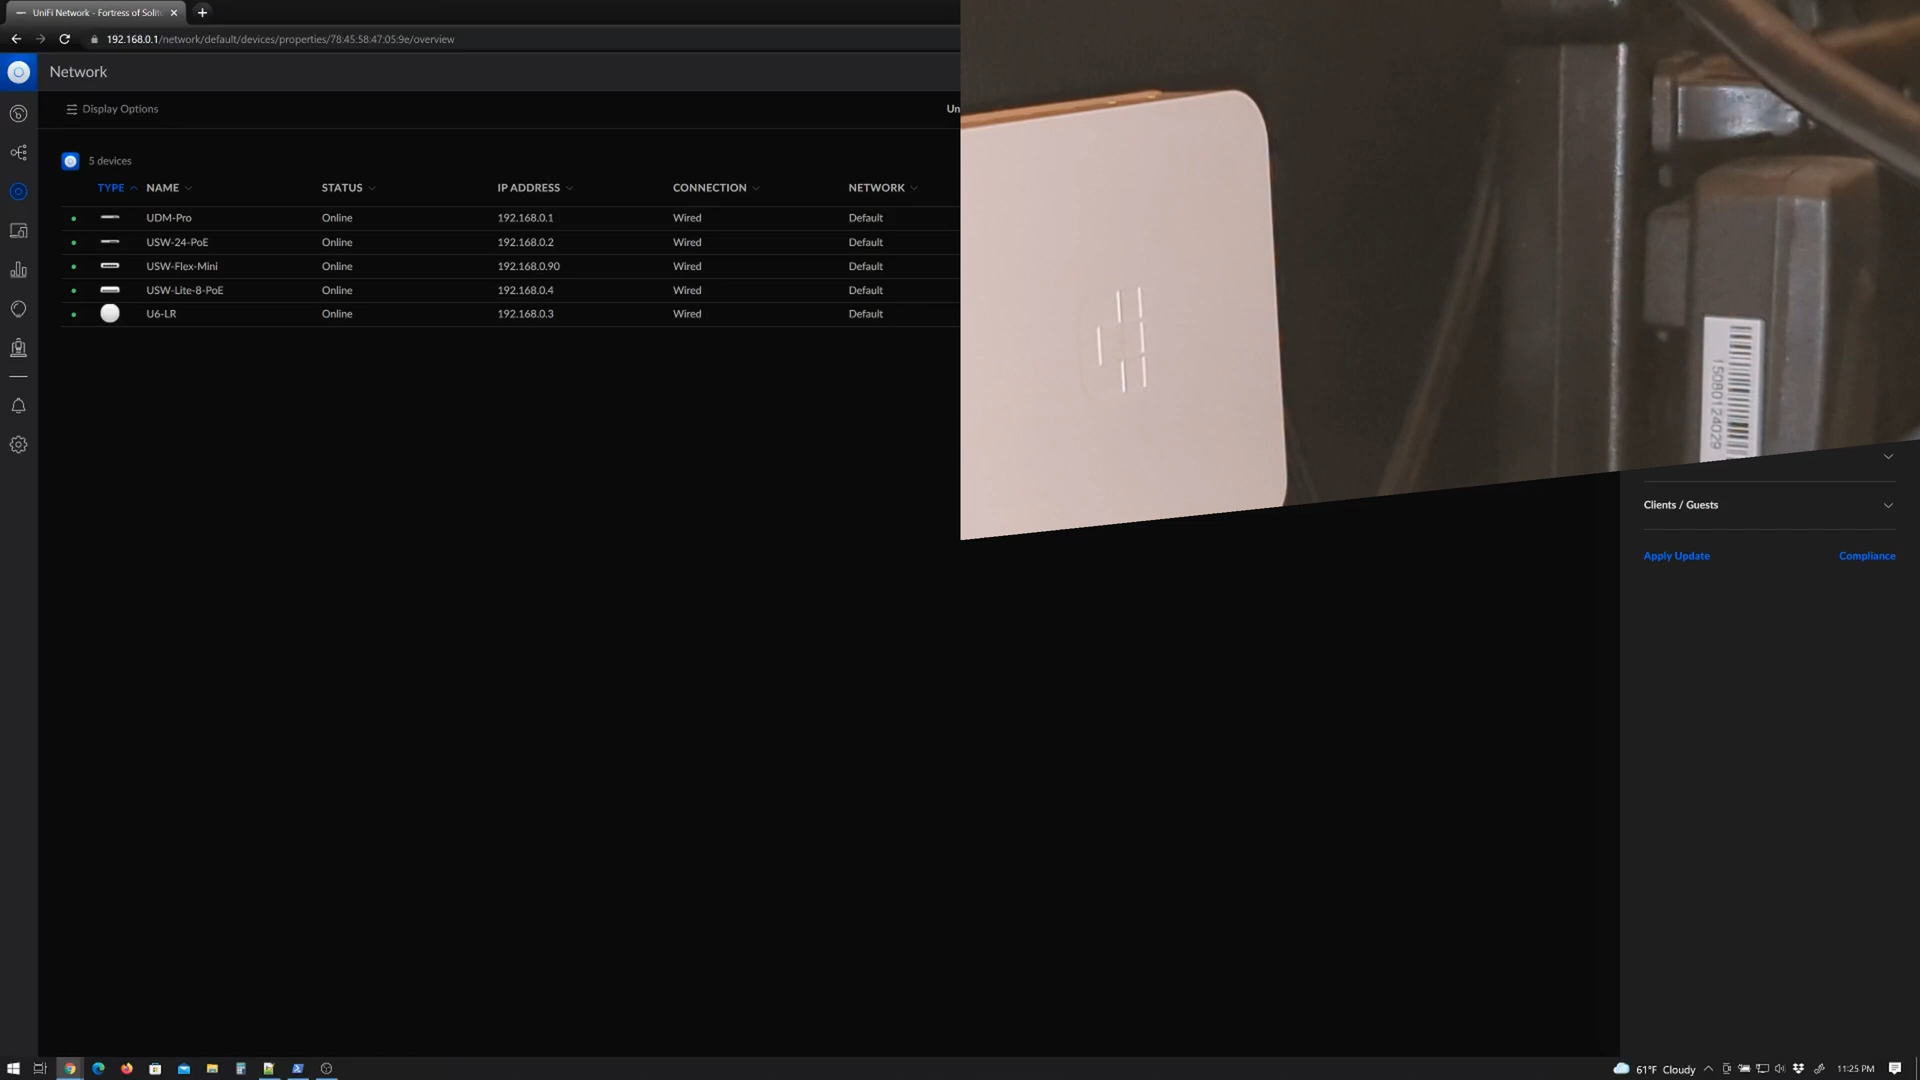 UniFi Network - Fortress of Solit
192.168.0.1/network/default/devices/properties/78:45:58:47:05:9e/overview
Network
Display Options
Un
5 devices
TYPE NAME STATUS IP ADDRESS CONNECTION NETWORK
UDM-Pro Online 192.168.0.1 Wired Default
USW-24-PoE Online 192.168.0.2 Wired Default
USW-Flex-Mini Online 192.168.0.90 Wired Default
USW-Lite-8-PoE Online 192.168.0.4 Wired Default
U6-LR Online 192.168.0.3 Wired Default
15080124029
Clients / Guests
Apply Update Compliance
61°F Cloudy 11:25 PM